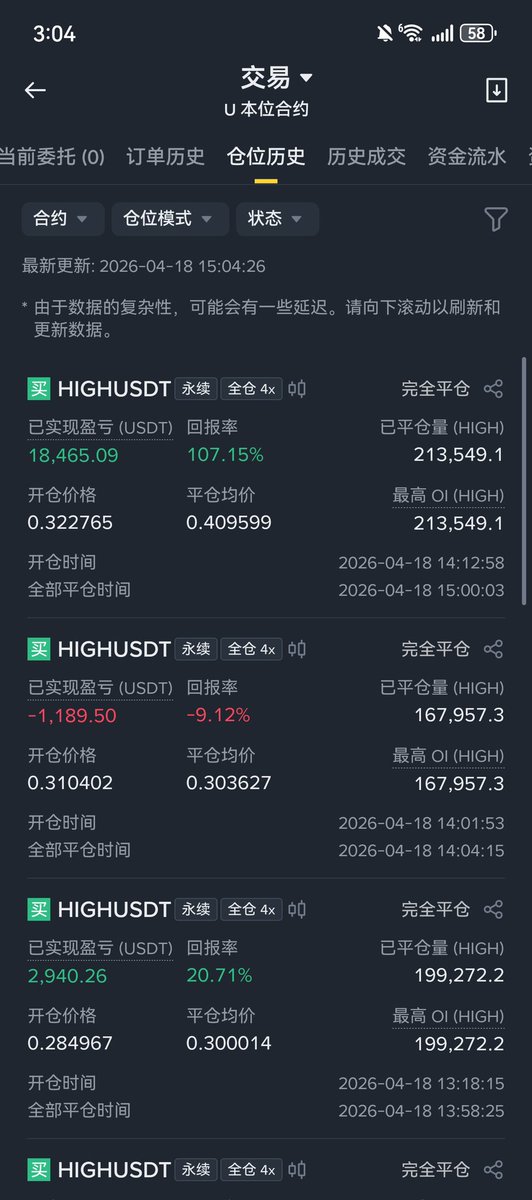 3:04
6
58
交易
U 本位合约
当前委托 (0) 订单历史 仓位历史 历史成交 资金流水
合约 仓位模式 状态
最新更新: 2026-04-18 15:04:26
* 由于数据的复杂性，可能会有一些延迟。请向下滚动以刷新和
更新数据。
买 HIGHUSDT 永续 全仓 4x 完全平仓
已实现盈亏 (USDT) 回报率 已平仓量 (HIGH)
18,465.09 107.15% 213,549.1
开仓价格 平仓均价 最高 OI (HIGH)
0.322765 0.409599 213,549.1
开仓时间 2026-04-18 14:12:58
全部平仓时间 2026-04-18 15:00:03
买 HIGHUSDT 永续 全仓 4x 完全平仓
已实现盈亏 (USDT) 回报率 已平仓量 (HIGH)
-1,189.50 -9.12% 167,957.3
开仓价格 平仓均价 最高 OI (HIGH)
0.310402 0.303627 167,957.3
开仓时间 2026-04-18 14:01:53
全部平仓时间 2026-04-18 14:04:15
买 HIGHUSDT 永续 全仓 4x 完全平仓
已实现盈亏 (USDT) 回报率 已平仓量 (HIGH)
2,940.26 20.71% 199,272.2
开仓价格 平仓均价 最高 OI (HIGH)
0.284967 0.300014 199,272.2
开仓时间 2026-04-18 13:18:15
全部平仓时间 2026-04-18 13:58:25
买 HIGHUSDT 永续 全仓 4x 完全平仓